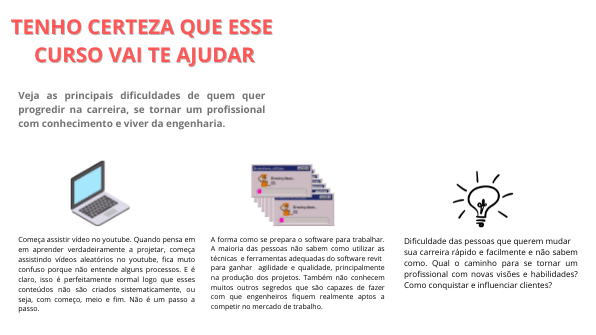 TENHO CERTEZA QUE ESSE
CURSO VAI TE AJUDAR
Veja as principais dificuldades de quem quer
progredir na carreira, se tornar um profissional
com conhecimento e viver da engenharia.
Começa assistir vídeo no youtube. Quando pensa em
em aprender verdadeiramente a projetar, começa
assistindo vídeos aleatórios no youtube, fica muito
confuso porque não entende alguns processos. E é
claro, isso é perfeitamente normal logo que esses
conteúdos não são criados sistematicamente, ou
seja, com começo, meio e fim. Não é um passo a
passo.
A forma como se prepara o software para trabalhar.
A maioria das pessoas não sabem como utilizar as
técnicas e ferramentas adequadas do software revit
para ganhar agilidade e qualidade, principalmente
na produção dos projetos. Também não conhecem
muitos outros segredos que são capazes de fazer
com que engenheiros fiquem realmente aptos a
competir no mercado de trabalho.
Dificuldade das pessoas que querem mudar
sua carreira rápido e facilmente e não sabem
como. Qual o caminho para se tornar um
profissional com novas visões e habilidades?
Como conquistar e influenciar clientes?